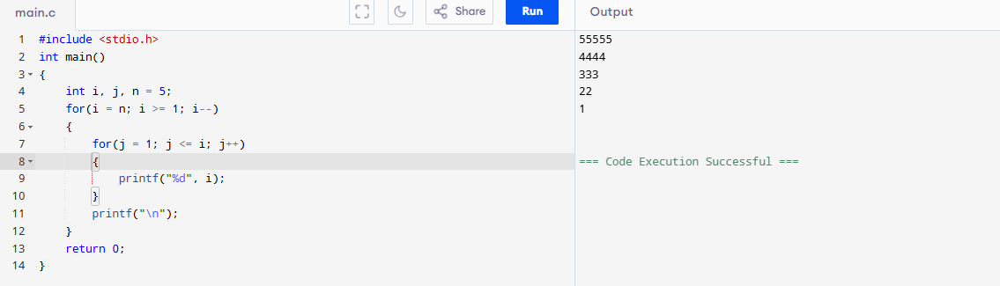 main.c
Share
Run
Output
1 #include <stdio.h>
2 int main()
3 {
4     int i, j, n = 5;
5     for(i = n; i >= 1; i--)
6     {
7         for(j = 1; j <= i; j++)
8         {
9             printf("%d", i);
10         }
11         printf("\n");
12     }
13     return 0;
14 }
55555
4444
333
22
1
=== Code Execution Successful ===